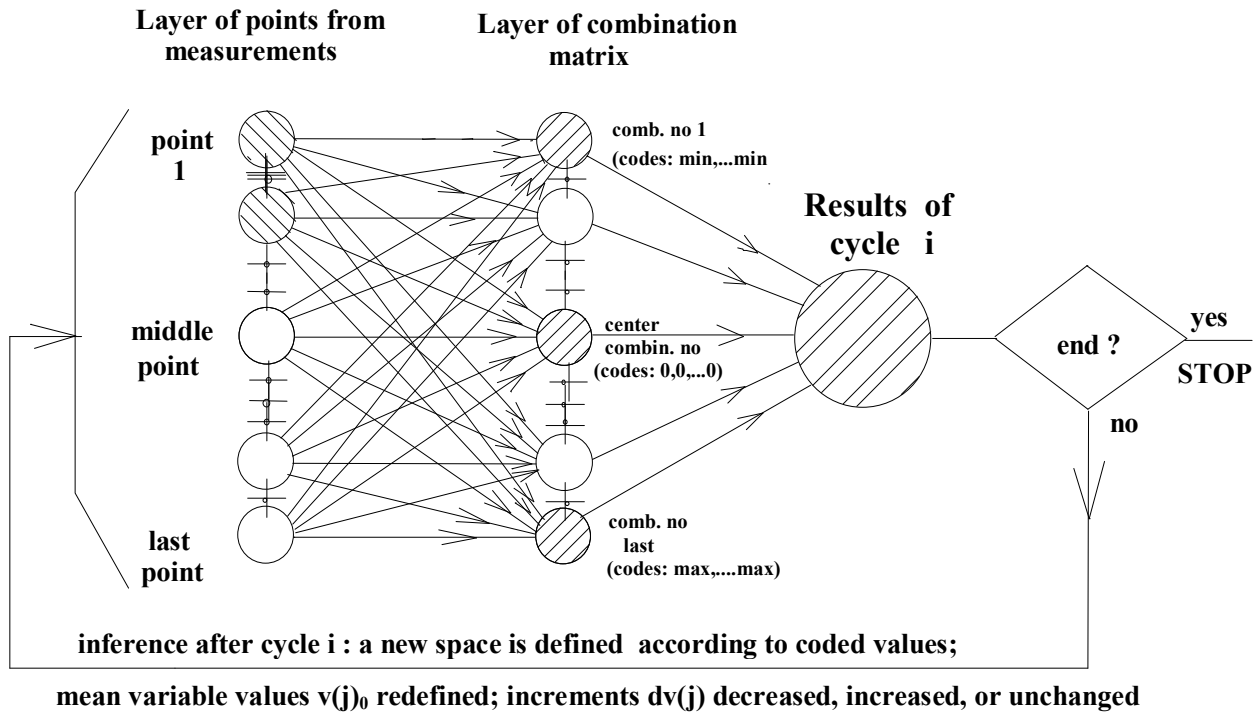 Layer of points from
measurements
Layer of combination
matrix
point
1
comb. no 1
(codes: min,...min
Results of
cycle i
middle
point
center
combin. no
(codes: 0,0,...0)
end ?
yes
STOP
no
last
point
comb. no
last
(codes: max,....max)
inference after cycle i : a new space is defined according to coded values;
mean variable values v(j)₀ redefined; increments dv(j) decreased, increased, or unchanged